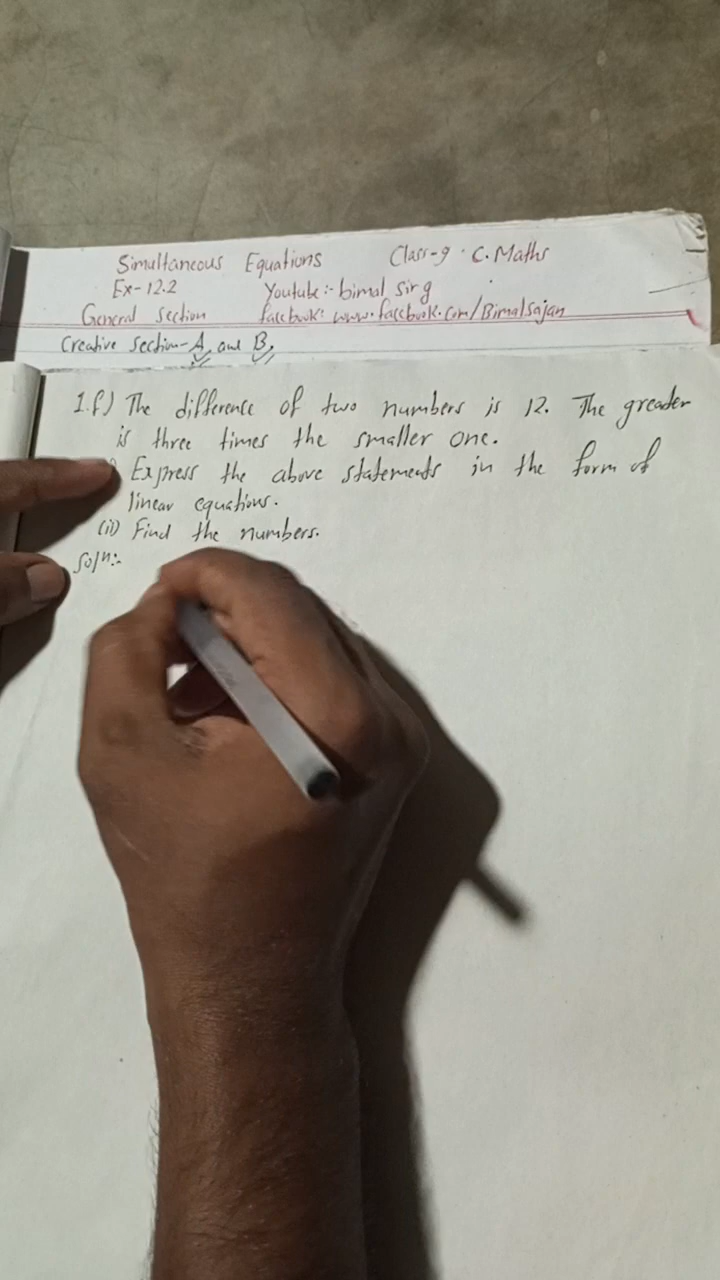 Simultaneous Equations Class-9 C. Maths
Ex-12.2 Youtube:- bimal sir g
General section facebook: www.facebook.com/Bimalsajan
Creative Section-A, and B,
1.f) The difference of two numbers is 12. The greater
is three times the smaller one.
Express the above statements in the form of
linear equations.
(ii) Find the numbers.
Soln:-